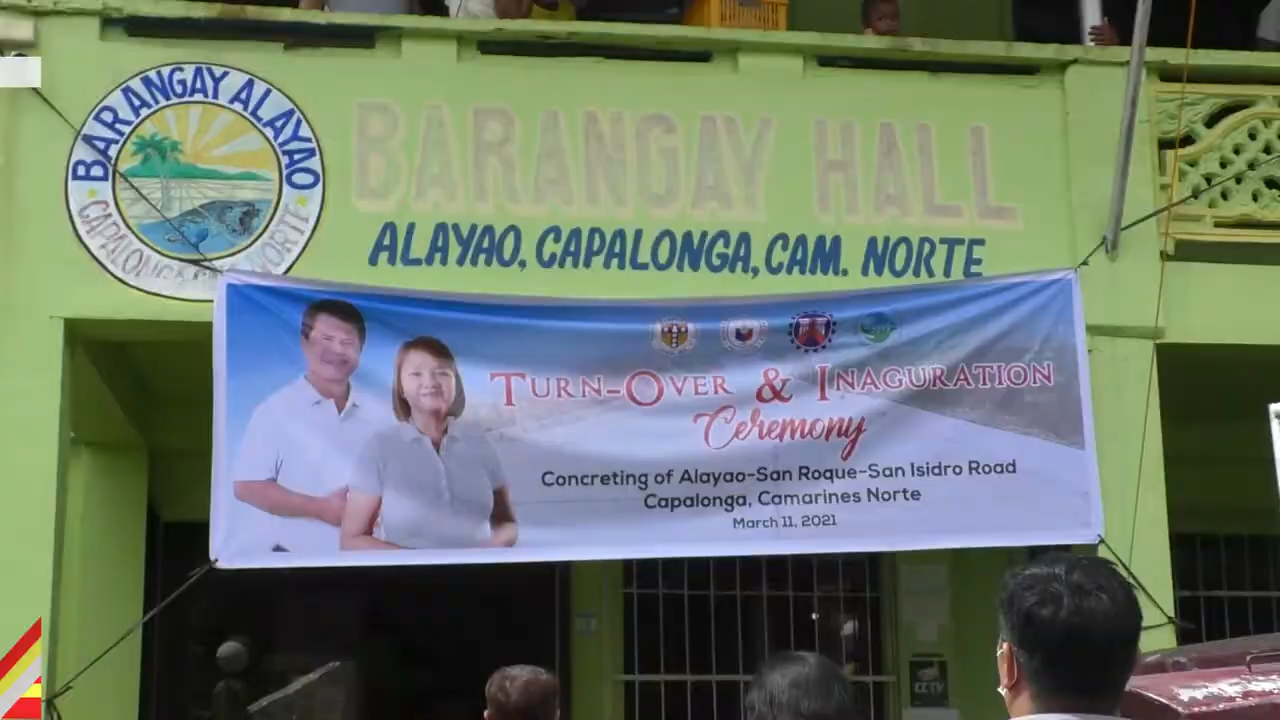 BARANGAY ALAYAO
CAPALONGA
NORTE
BARANGAY HALL
ALAYAO, CAPALONGA, CAM. NORTE
TURN-OVER & INAGURATION
Ceremony
Concreting of Alayao-San Roque-San Isidro Road
Capalonga, Camarines Norte
March 11, 2021
CCTV